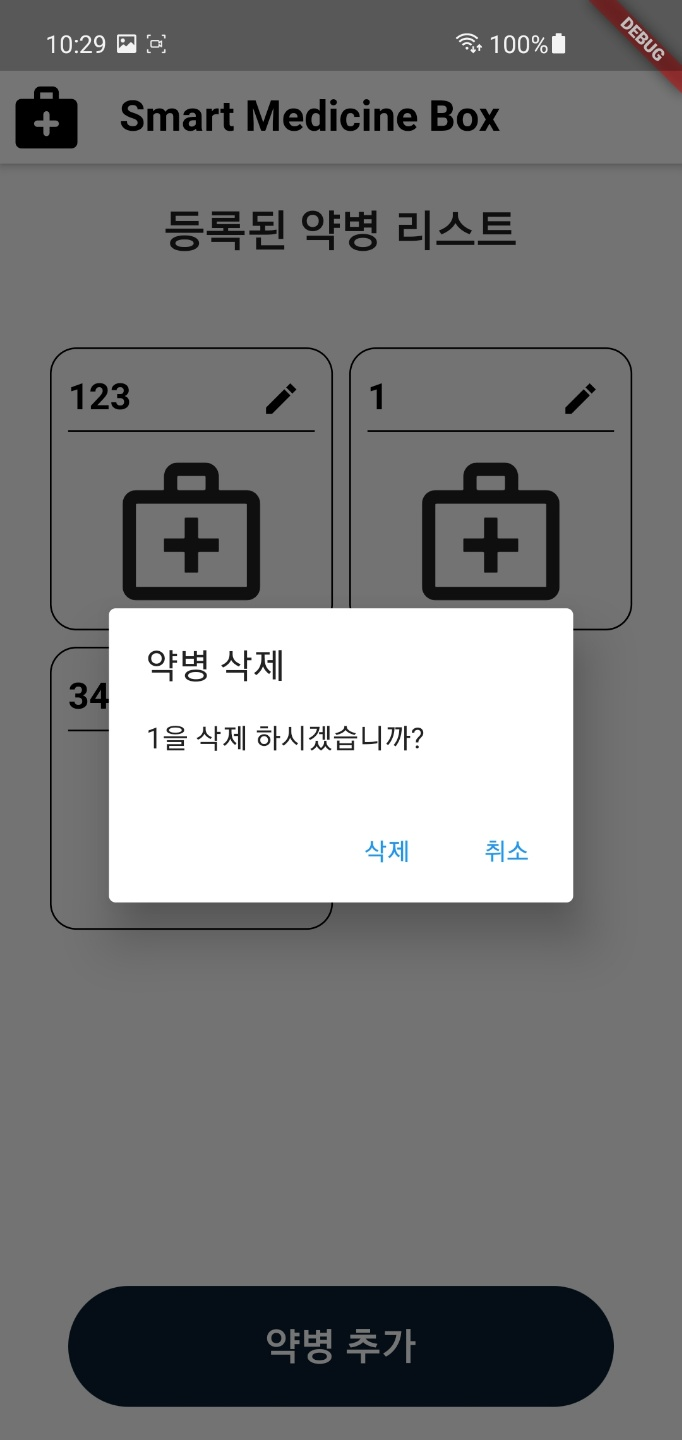 10:29
100%
DEBUG
Smart Medicine Box
등록된 약병 리스트
123
1
34
약병 삭제
1을 삭제 하시겠습니까?
삭제
취소
약병 추가